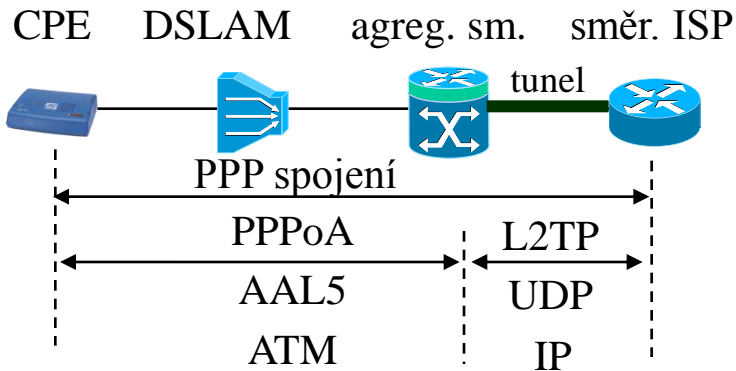 CPE DSLAM agreg. sm. směr. ISP
tunel
PPP spojení
PPPoA L2TP
AAL5 UDP
ATM IP